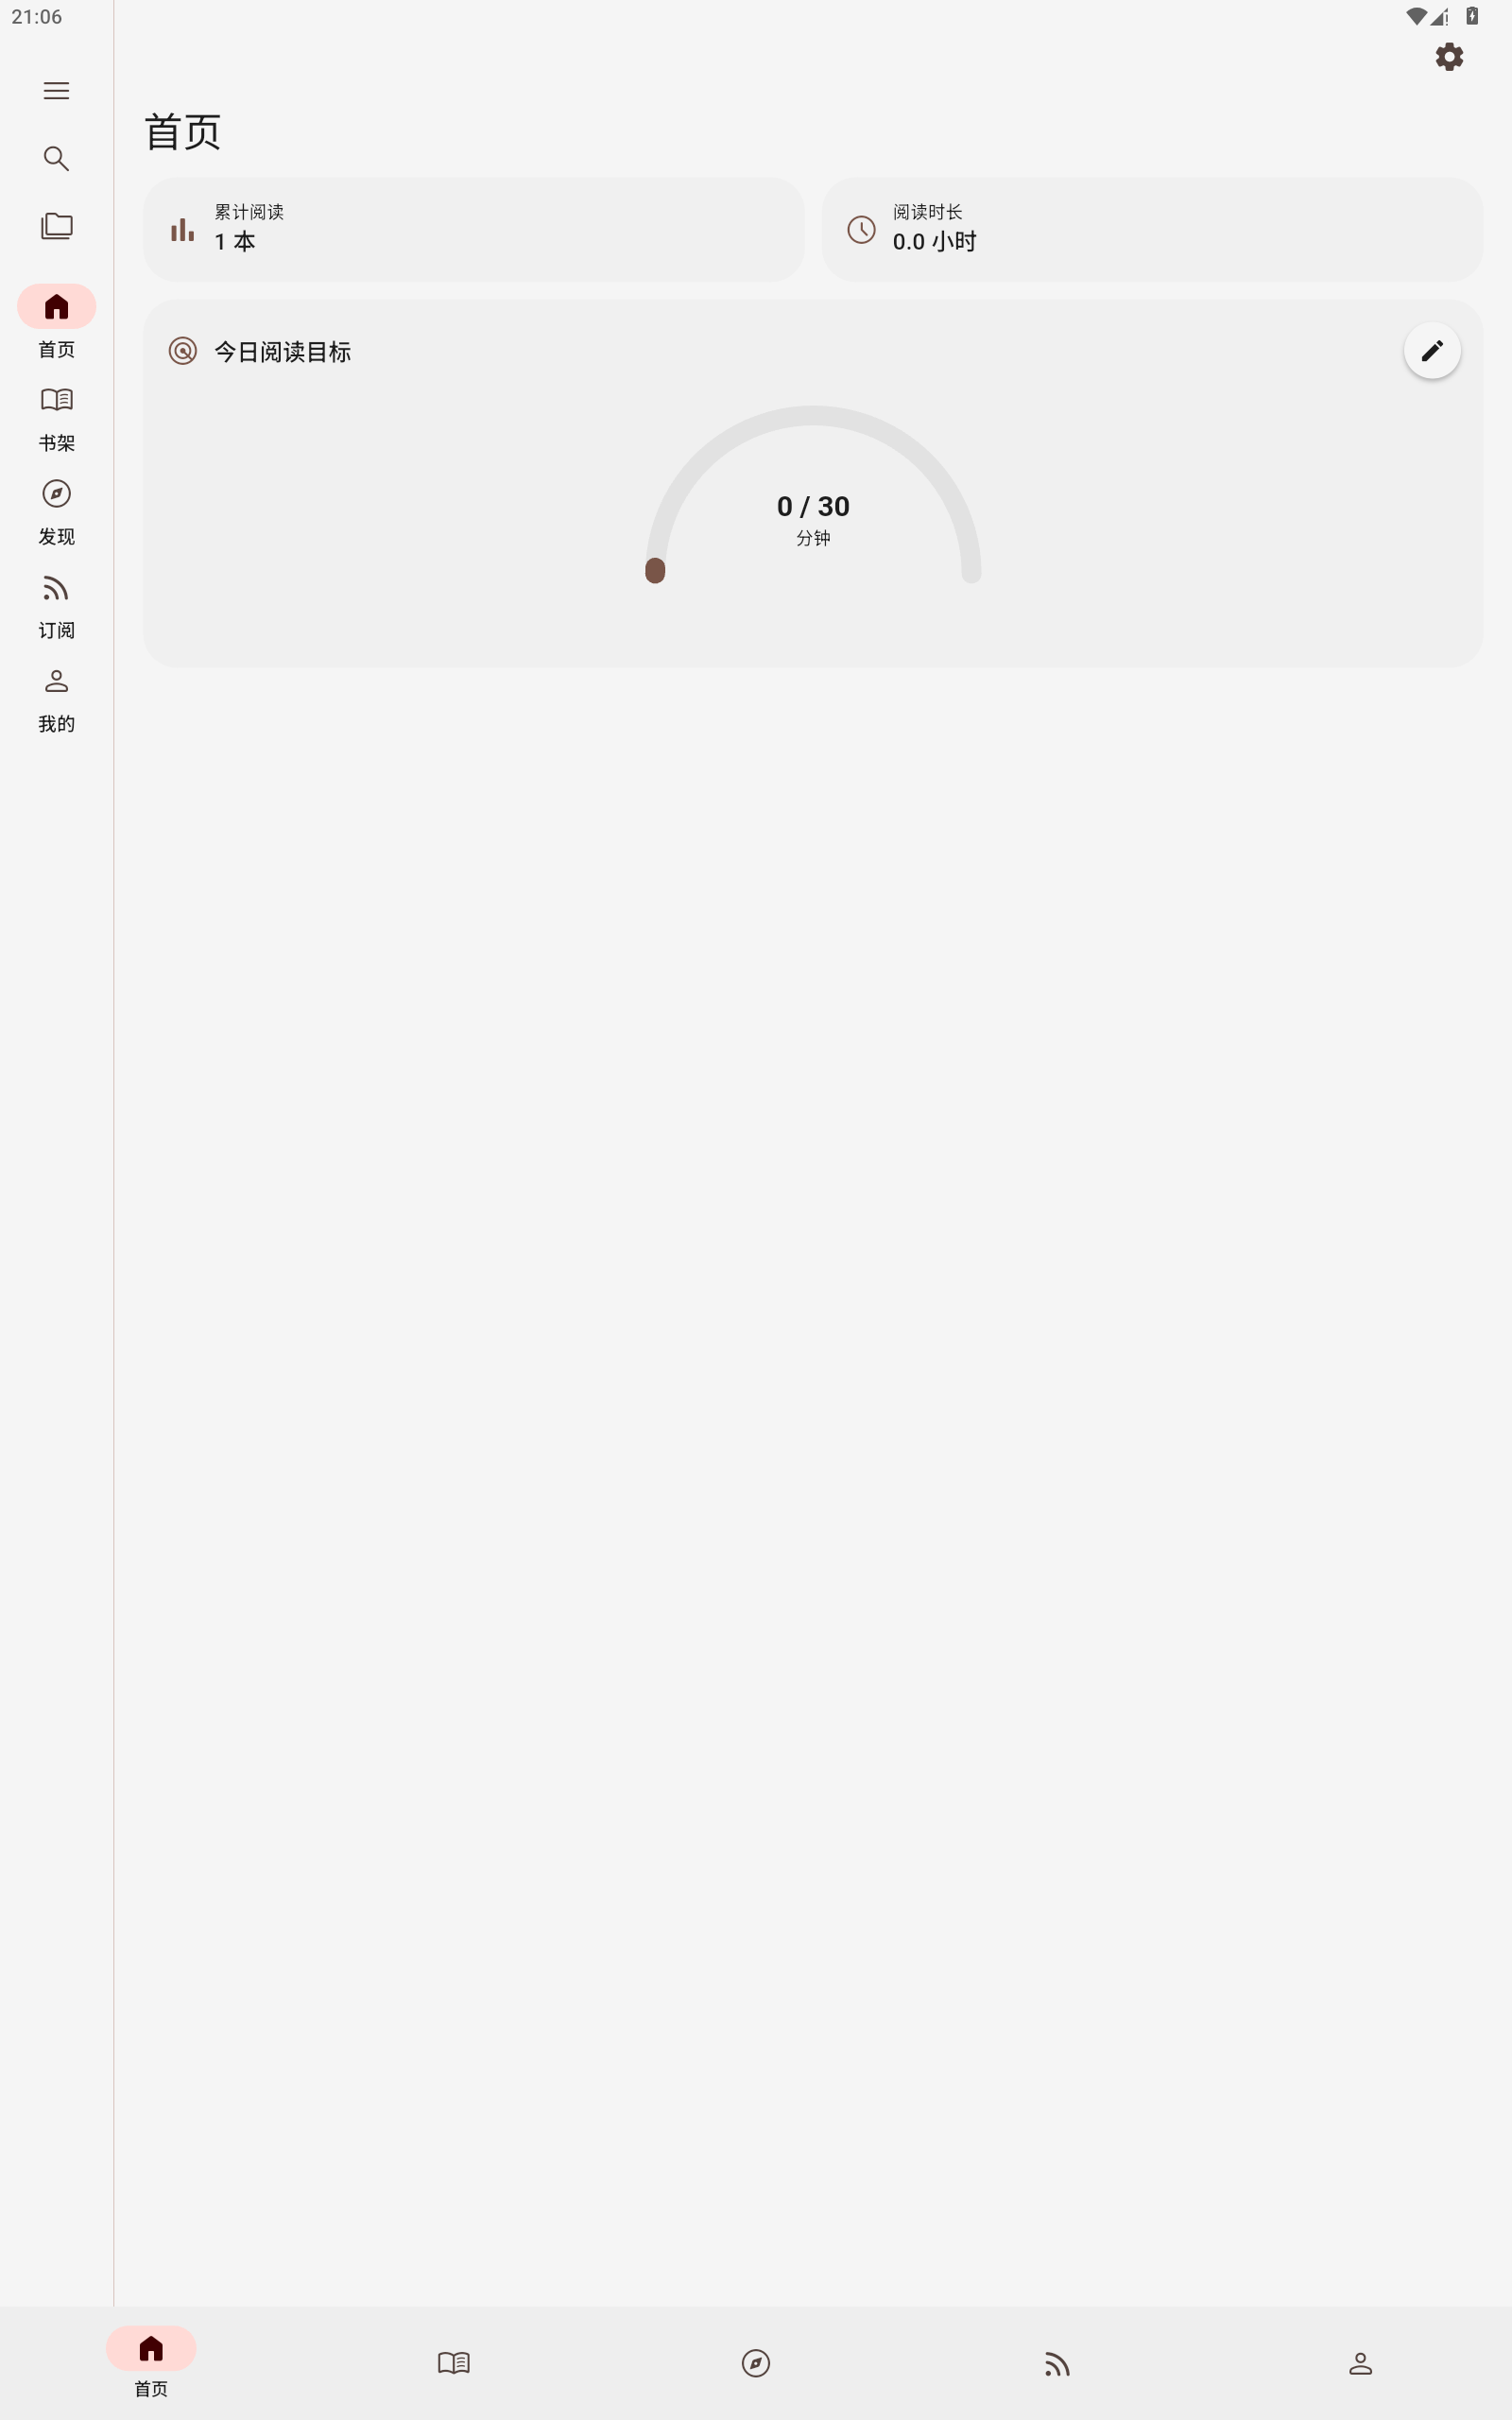 21:06
首页
累计阅读
1 本
阅读时长
0.0 小时
今日阅读目标
0 / 30
分钟
首页
书架
发现
订阅
我的
首页